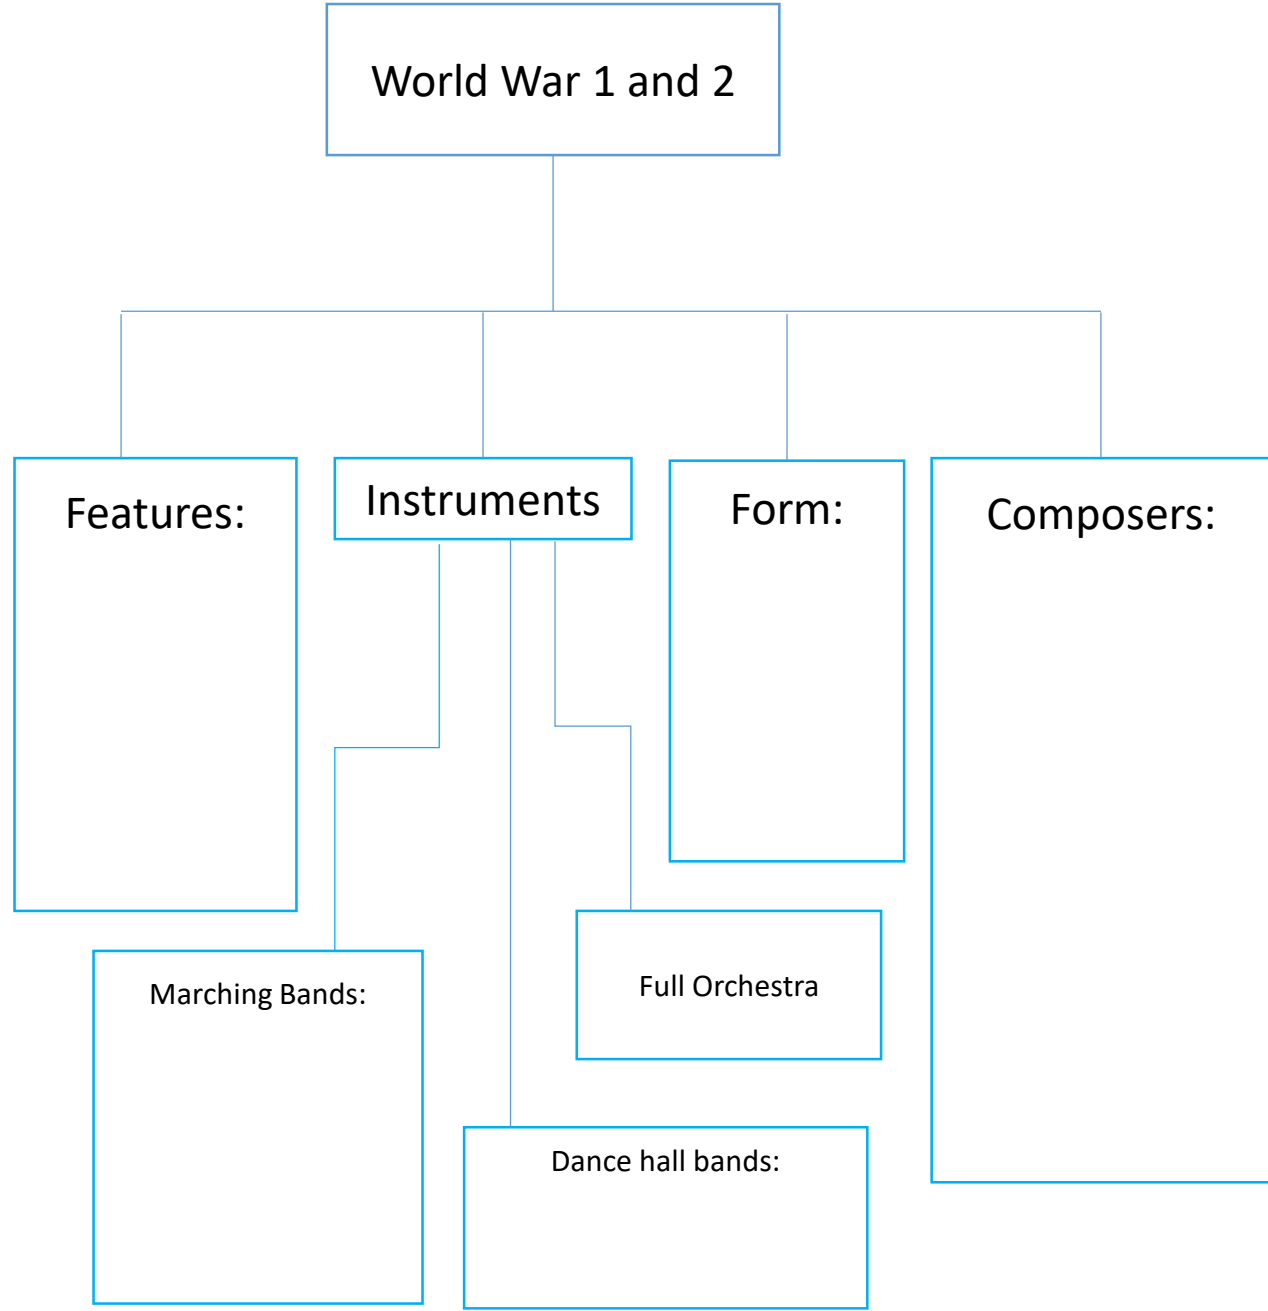 World War 1 and 2
Features:
Instruments
Form:
Composers:
Marching Bands:
Full Orchestra
Dance hall bands: